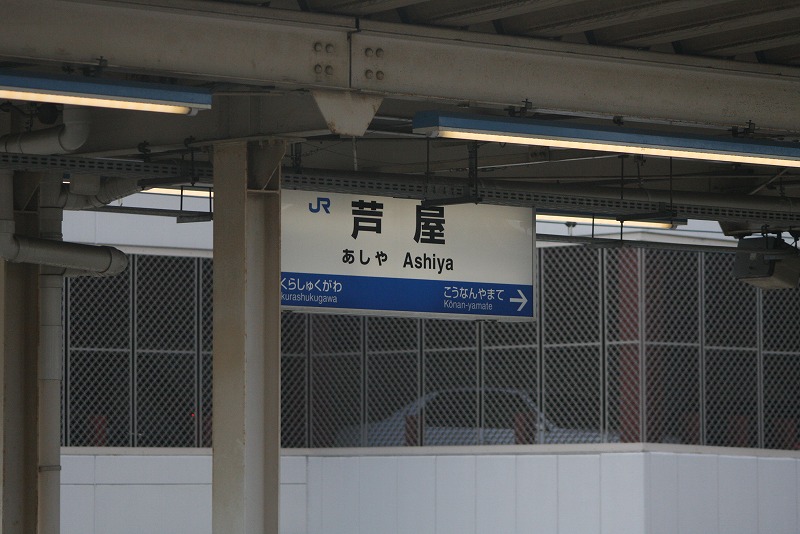 JR 芦屋
あしや Ashiya
くらしゅくがわ こうなんやまて
kurashukugawa Kōnan-yamate